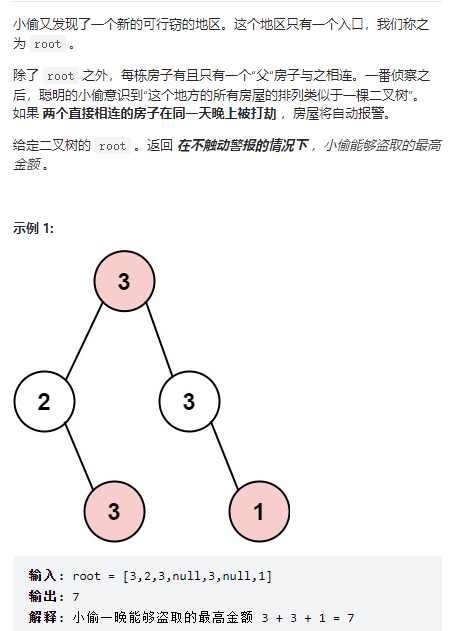 小偷又发现了一个新的可行窃的地区。这个地区只有一个入口，我们称之
为 root 。
除了 root 之外，每栋房子有且只有一个“父“房子与之相连。一番侦察之
后，聪明的小偷意识到“这个地方的所有房屋的排列类似于一棵二叉树”。
如果 两个直接相连的房子在同一天晚上被打劫 ，房屋将自动报警。
给定二叉树的 root 。返回 在不触动警报的情况下 ，小偷能够盗取的最高
金额 。
示例 1:
3
2 3
3 1
输入: root = [3,2,3,null,3,null,1]
输出: 7
解释: 小偷一晚能够盗取的最高金额 3 + 3 + 1 = 7